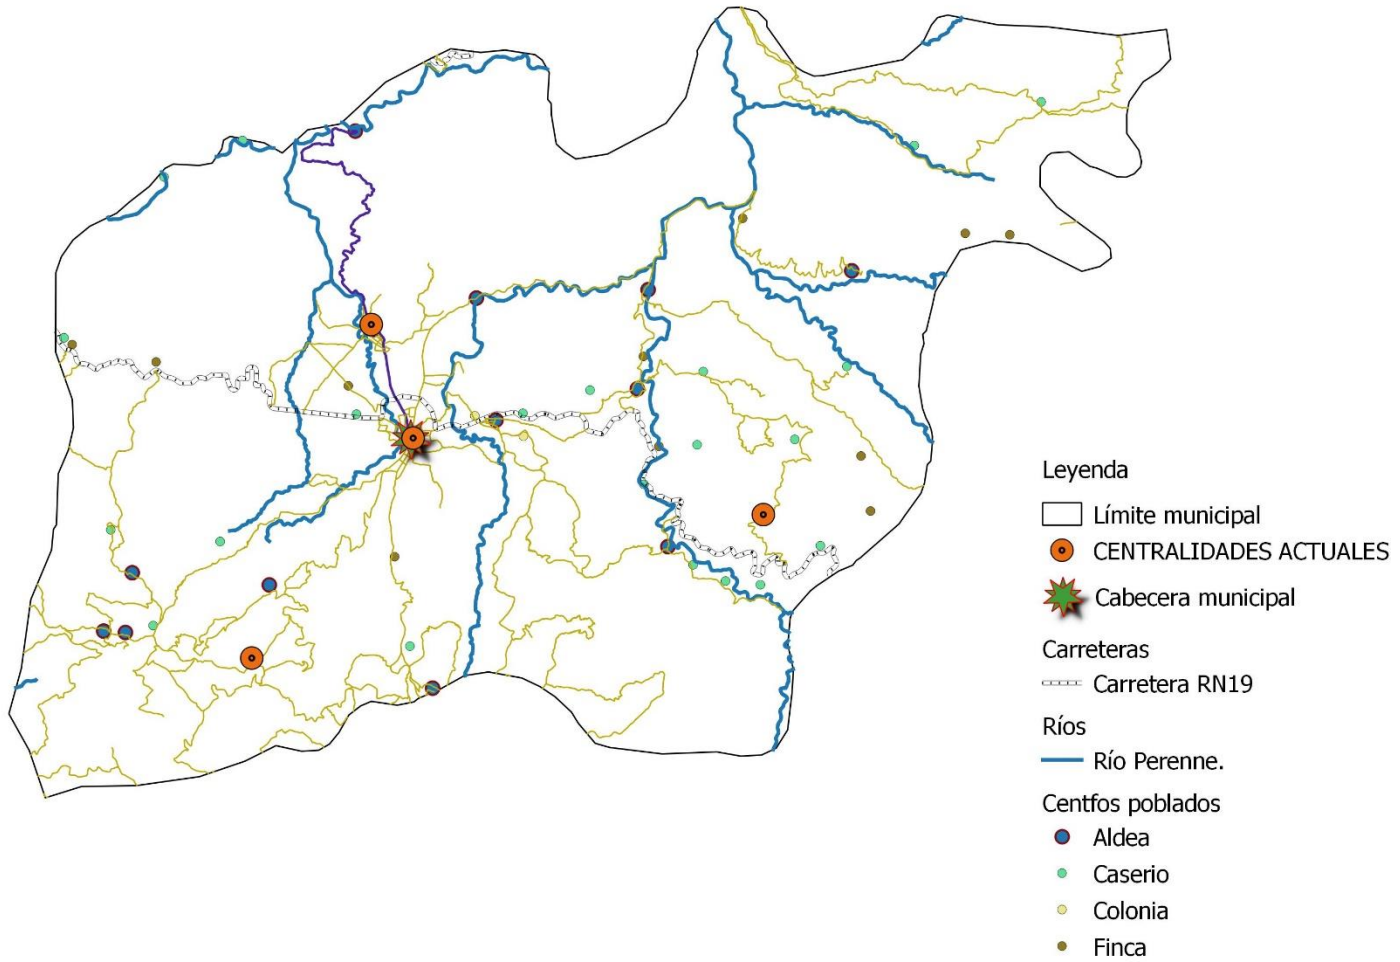 Leyenda
Límite municipal
CENTRALIDADES ACTUALES
Cabecera municipal
Carreteras
Carretera RN19
Ríos
Río Perenne.
Centfos poblados
Aldea
Caserio
Colonia
Finca